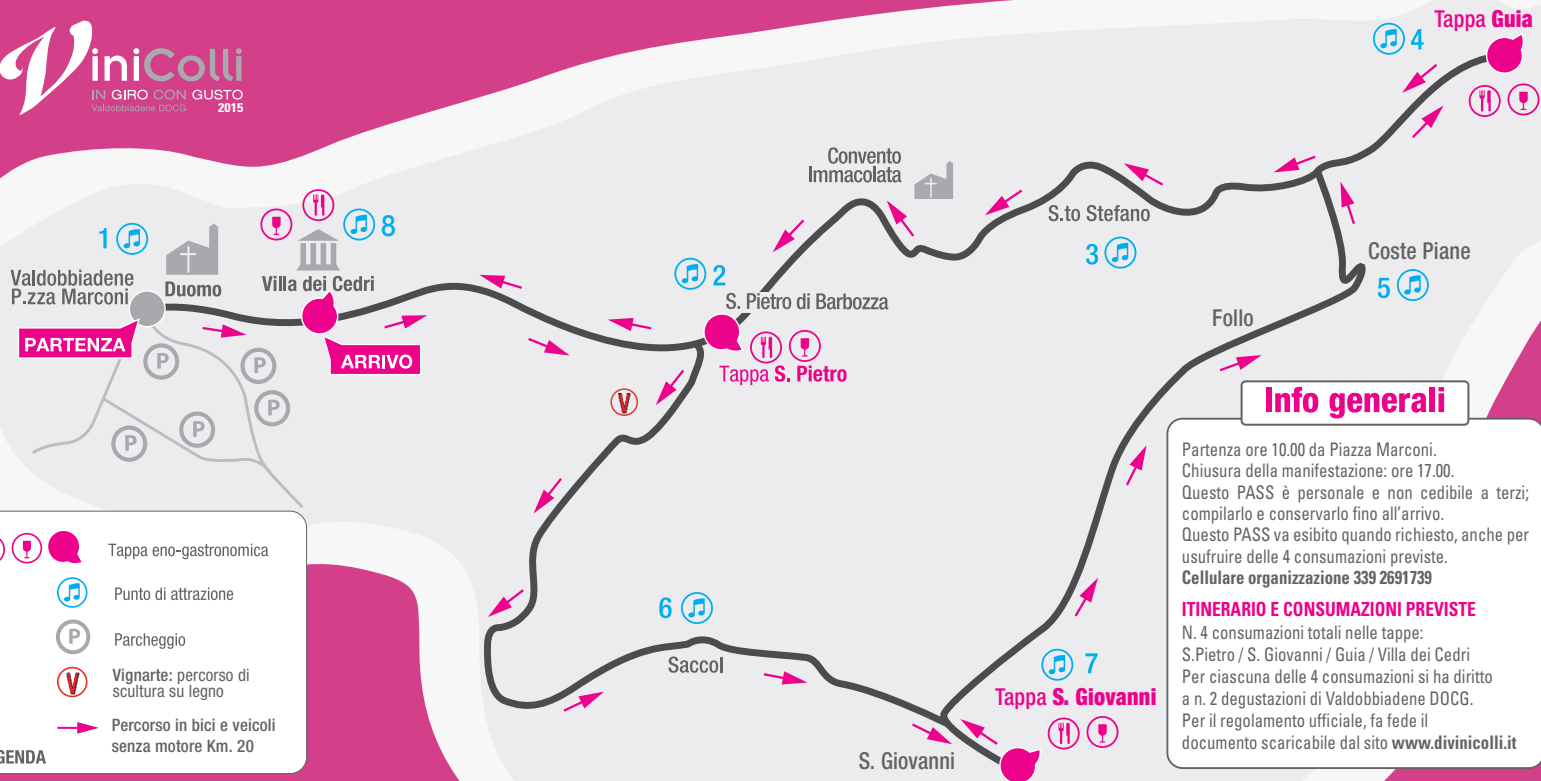 ViniColli
IN GIRO CON GUSTO
Valdobbiadene DOCG 2015
Tappa Guia
4
Convento
Immacolata
S.to Stefano
3
Coste Piane
5
Follo
1
Valdobbiadene
P.zza Marconi
Duomo
PARTENZA
8
Villa dei Cedri
ARRIVO
2
S. Pietro di Barbozza
Tappa S. Pietro
V
P
P
P
P
P
6
Saccol
7
Tappa S. Giovanni
S. Giovanni
Tappa eno-gastronomica
Punto di attrazione
P
Parcheggio
V
Vignarte: percorso di
scultura su legno
Percorso in bici e veicoli
senza motore Km. 20
GENDA
Info generali
Partenza ore 10.00 da Piazza Marconi.
Chiusura della manifestazione: ore 17.00.
Questo PASS è personale e non cedibile a terzi;
compilarlo e conservarlo fino all'arrivo.
Questo PASS va esibito quando richiesto, anche per
usufruire delle 4 consumazioni previste.
Cellulare organizzazione 339 2691739
ITINERARIO E CONSUMAZIONI PREVISTE
N. 4 consumazioni totali nelle tappe:
S.Pietro / S. Giovanni / Guia / Villa dei Cedri
Per ciascuna delle 4 consumazioni si ha diritto
a n. 2 degustazioni di Valdobbiadene DOCG.
Per il regolamento ufficiale, fa fede il
documento scaricabile dal sito www.divinicolli.it